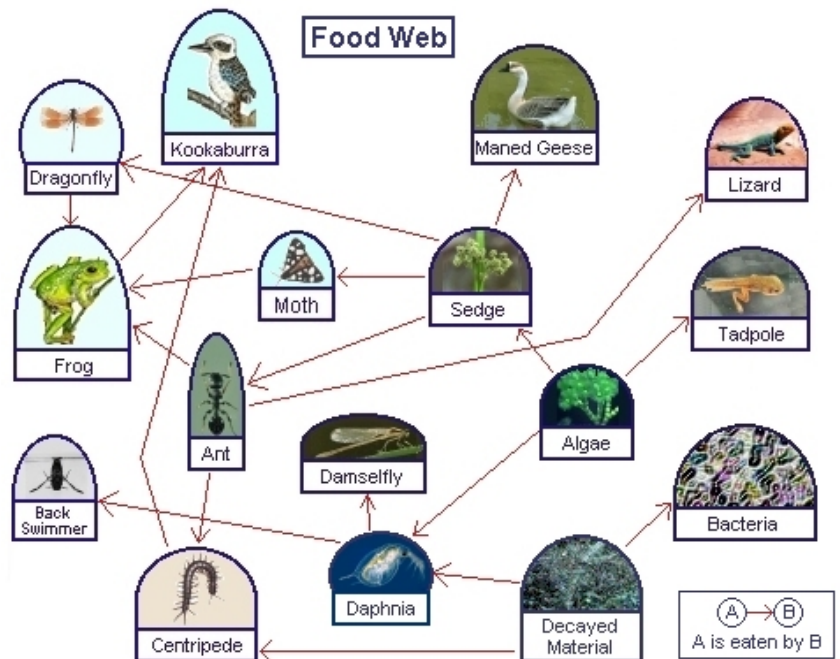 Food Web
Kookaburra
Maned Geese
Dragonfly
Lizard
Moth
Sedge
Tadpole
Frog
Ant
Algae
Damselfly
Back
Swimmer
Bacteria
Daphnia
Decayed
Material
Centripede
A
B
A is eaten by B